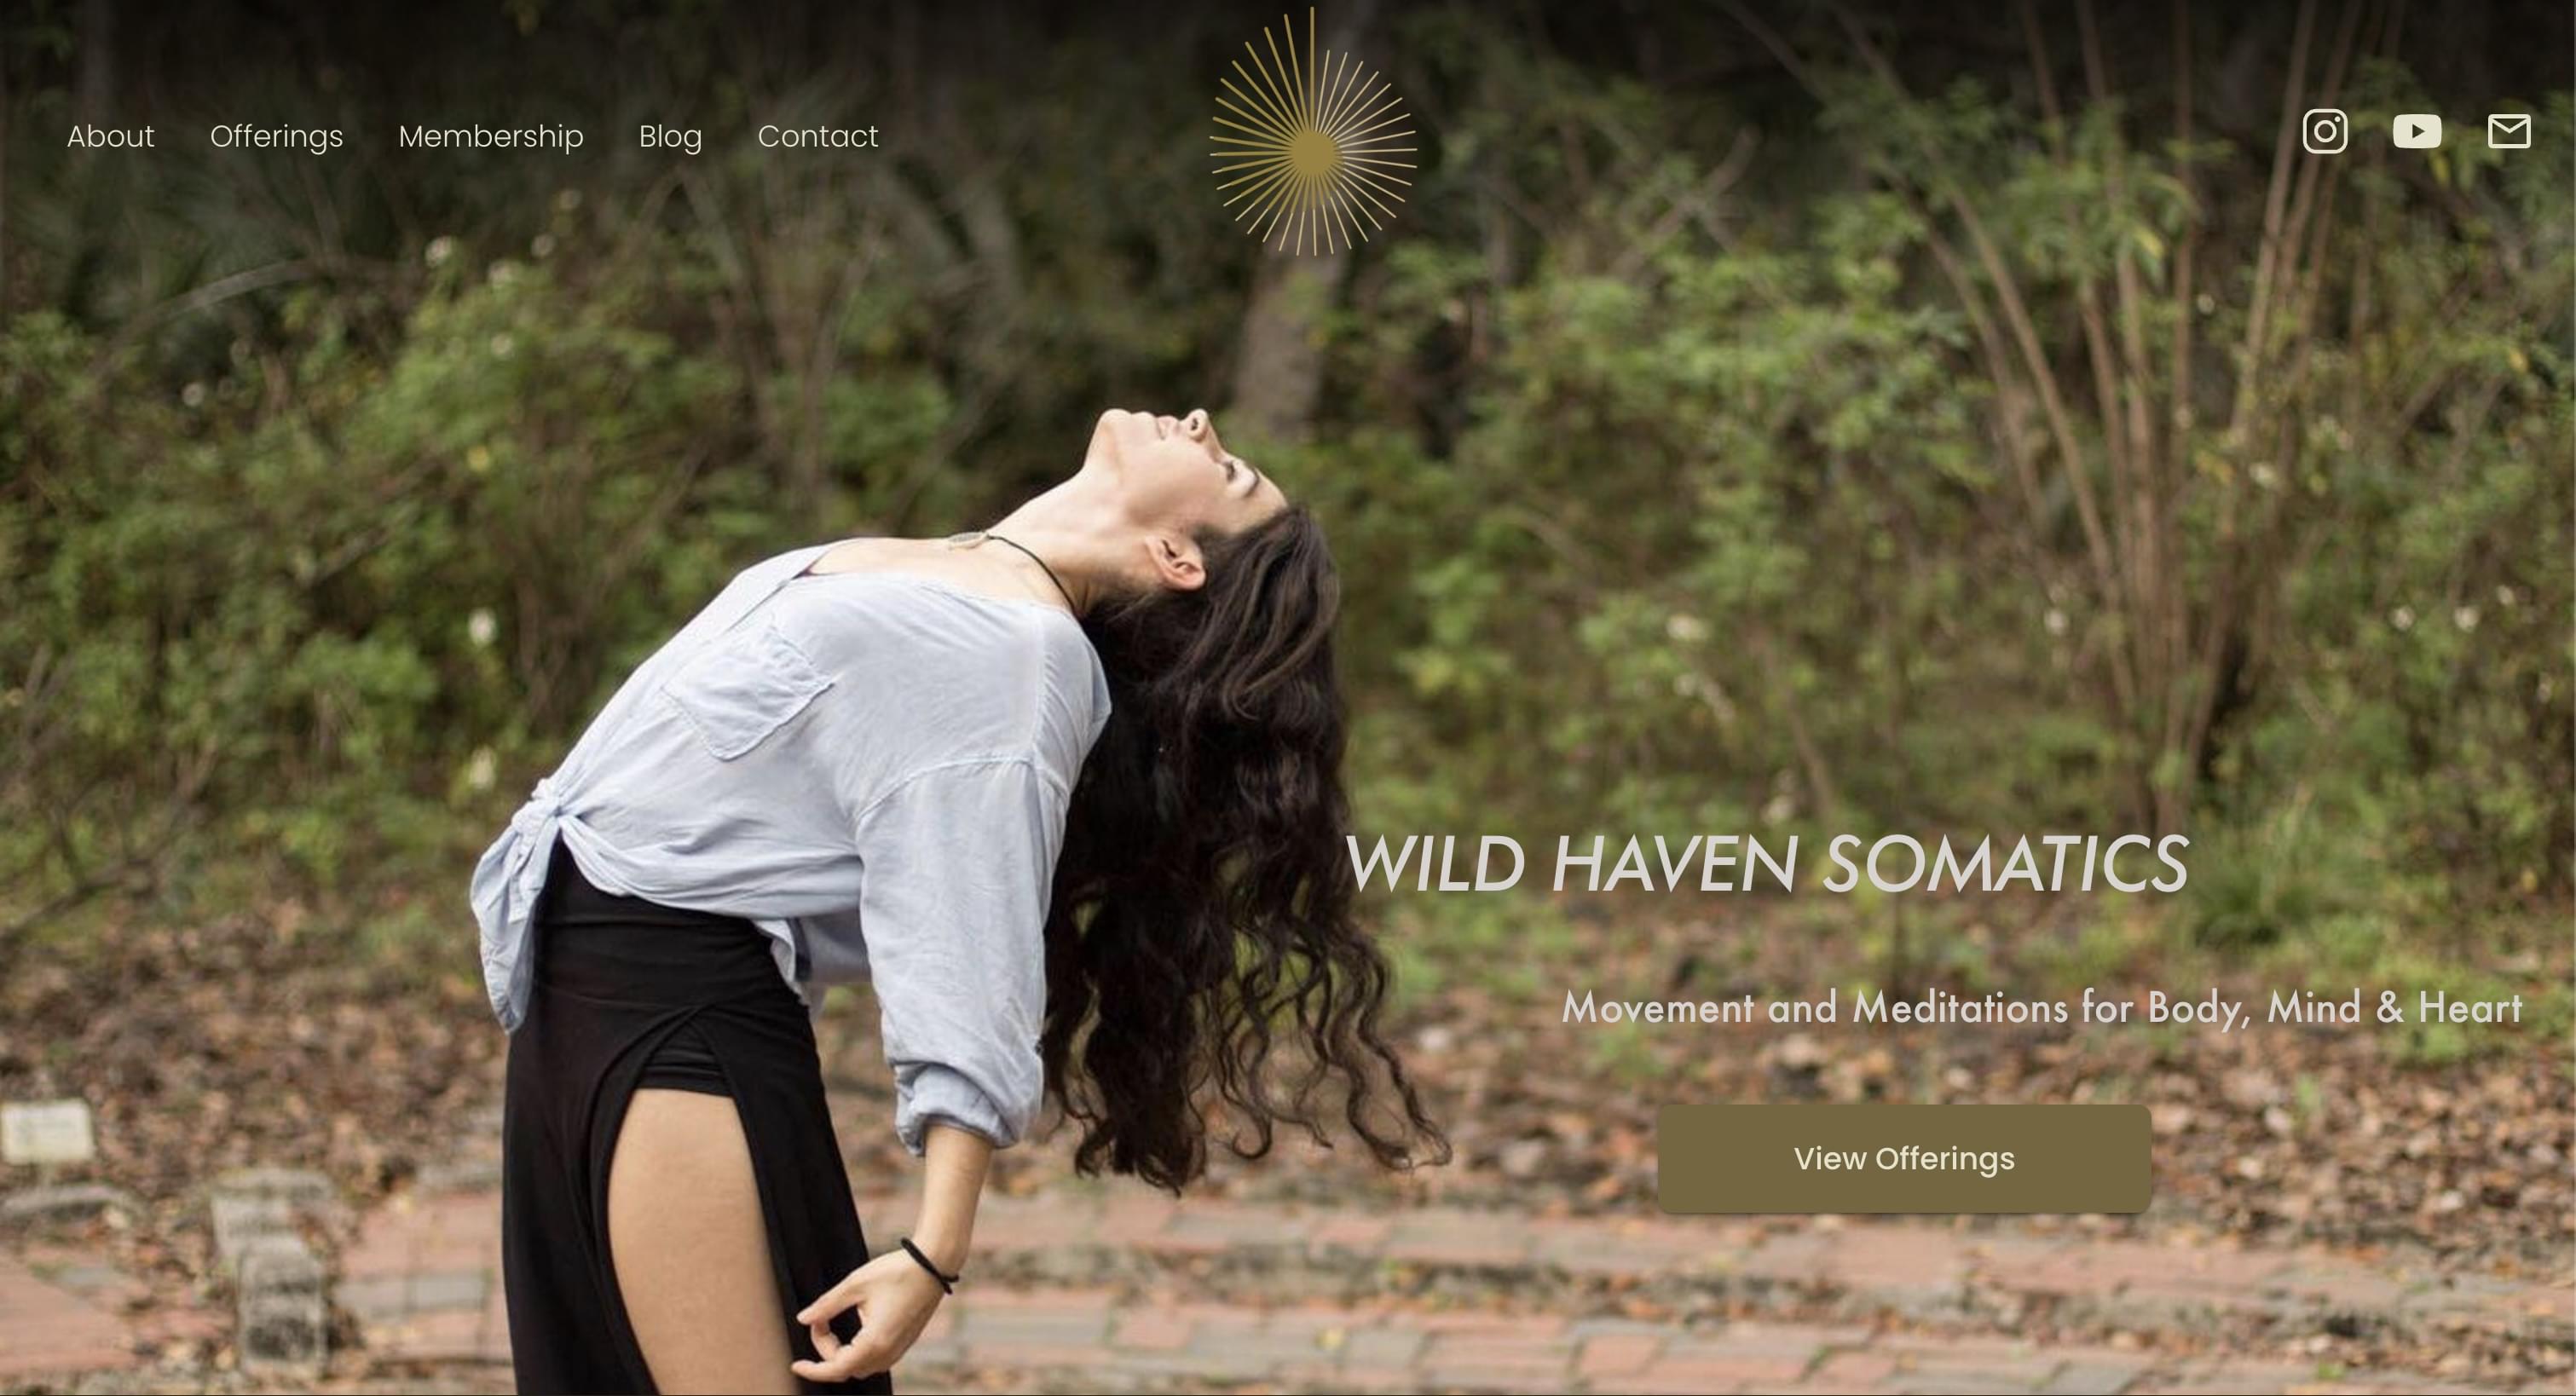 About
Offerings
Membership
Blog
Contact
WILD HAVEN SOMATICS
Movement and Meditations for Body, Mind & Heart
View Offerings